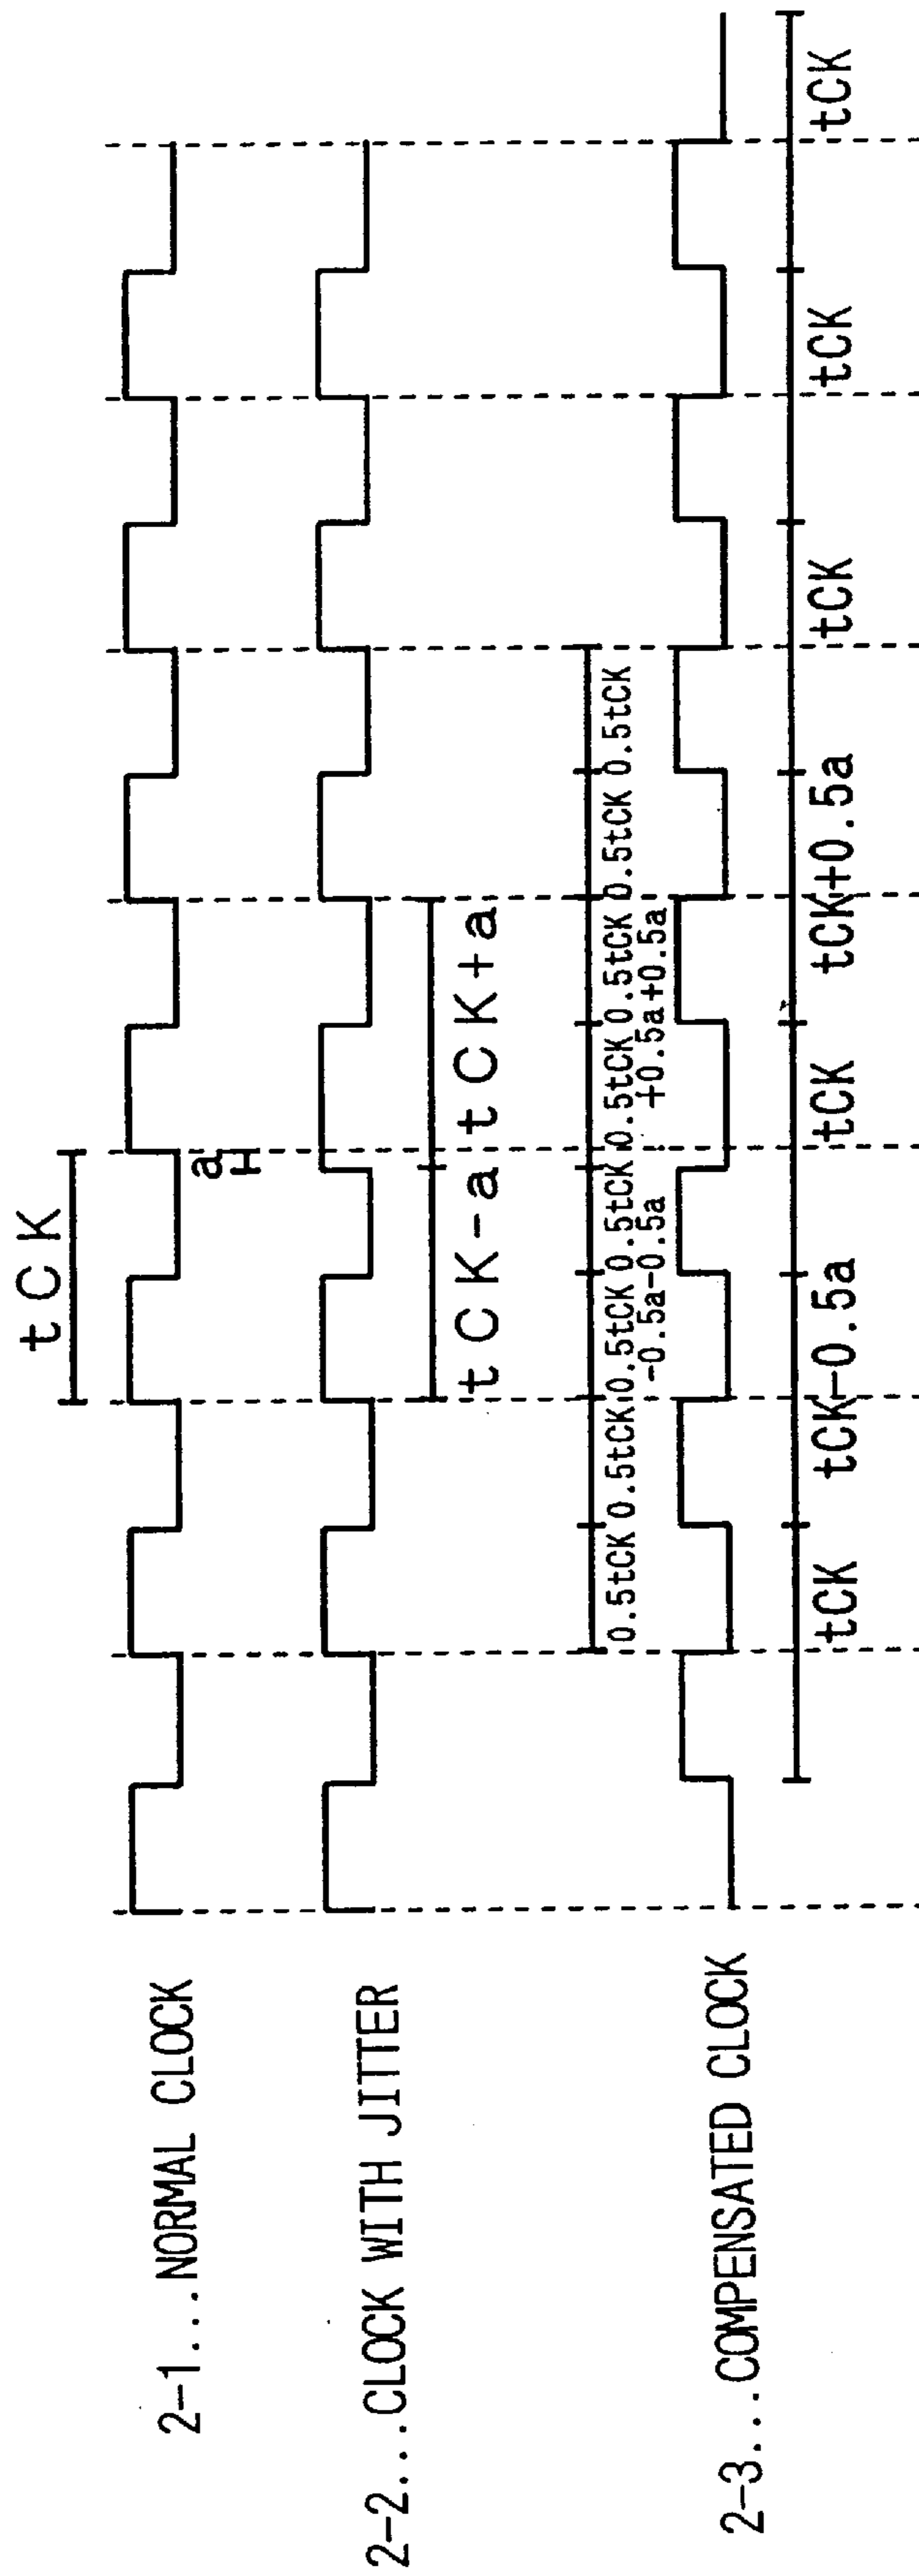 tCK
2-1...NORMAL CLOCK
a
2-2...CLOCK WITH JITTER
tCK-a tCK+a
0.5tCK 0.5tCK 0.5tCK 0.5tCK 0.5tCK 0.5tCK 0.5tCK 0.5tCK
-0.5a-0.5a +0.5a+0.5a
2-3...COMPENSATED CLOCK
tCK tCK-0.5a tCK tCK+0.5a tCK tCK tCK